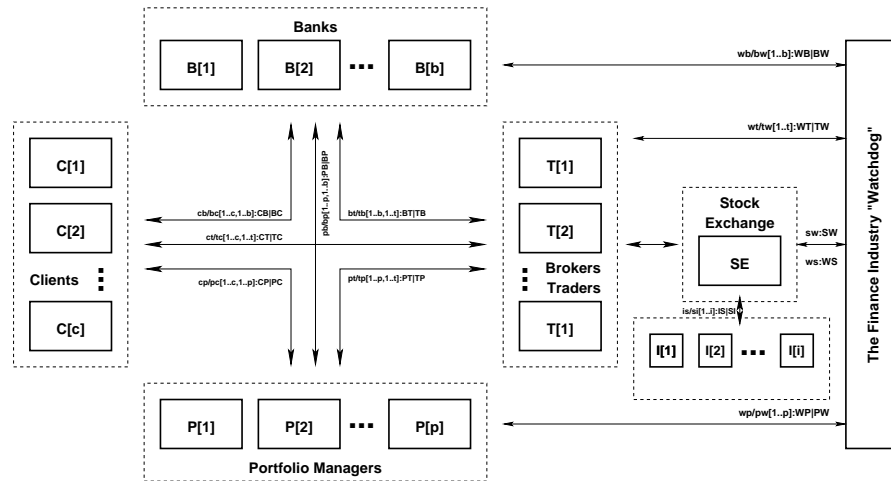 Banks
B[1]
B[2]
B[b]
wb/bw[1..b]:WB|BW
wt/tw[1..t]:WT|TW
C[1]
C[2]
Clients
C[c]
cb/bc[1..c,1..b]:CB|BC
ct/tc[1..c,1..t]:CT|TC
cp/pc[1..c,1..p]:CP|PC
pb/bp[1..p,1..b]:PB|BP
bt/tb[1..b,1..t]:BT|TB
pt/tp[1..p,1..t]:PT|TP
T[1]
T[2]
Brokers
Traders
T[1]
Stock
Exchange
SE
sw:SW
ws:WS
is/si[1..i]:IS|SI
I[1]
I[2]
I[i]
The Finance Industry "Watchdog"
P[1]
P[2]
P[p]
Portfolio Managers
wp/pw[1..p]:WP|PW